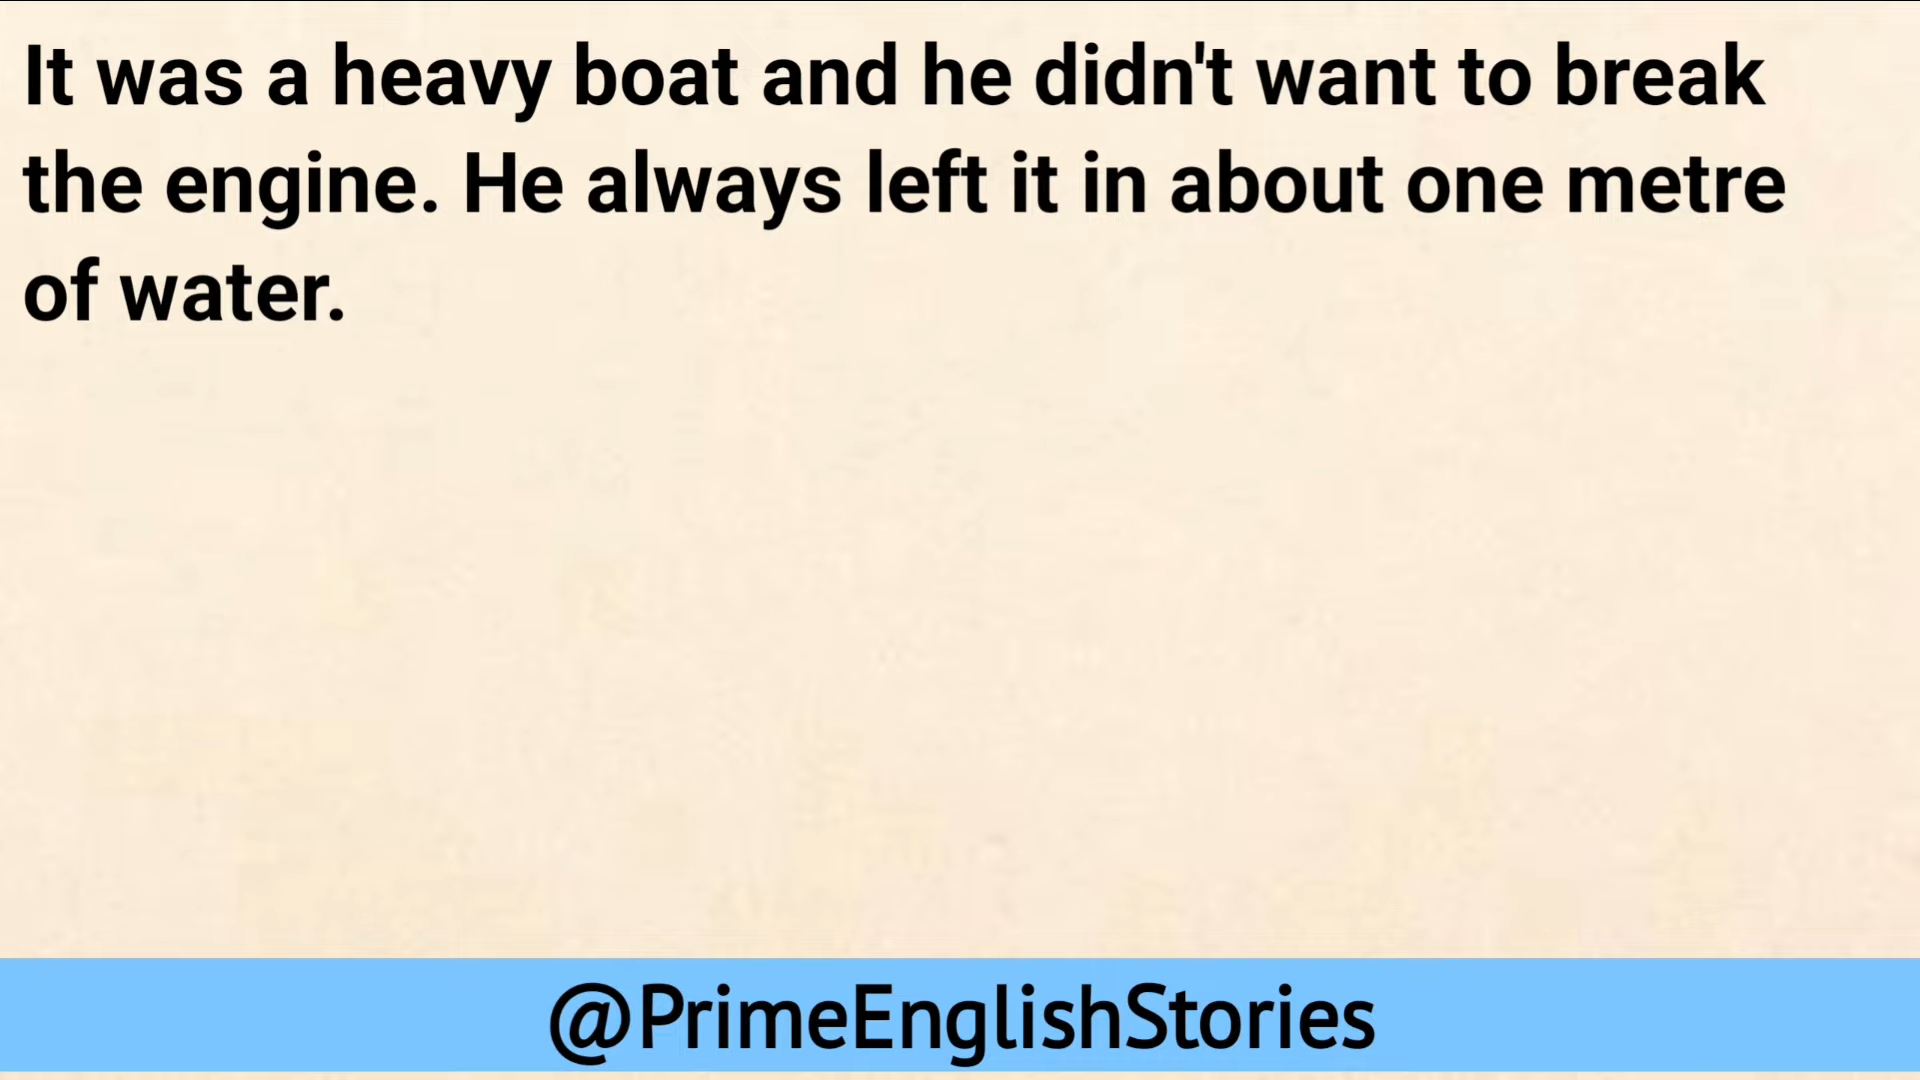 It was a heavy boat and he didn't want to break
the engine. He always left it in about one metre
of water.
@PrimeEnglishStories